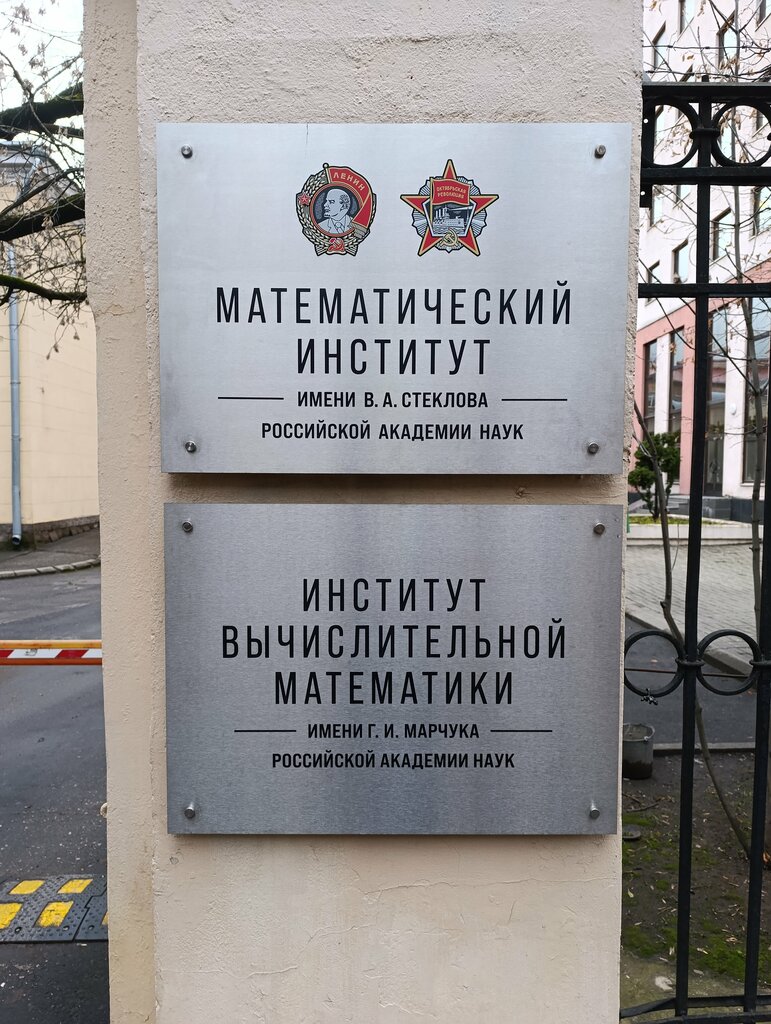 ЛЕНИН
ОКТЯБРЬСКАЯ
РЕВОЛЮЦИЯ
МАТЕМАТИЧЕСКИЙ
ИНСТИТУТ
ИМЕНИ В. А. СТЕКЛОВА
РОССИЙСКОЙ АКАДЕМИИ НАУК
ИНСТИТУТ
ВЫЧИСЛИТЕЛЬНОЙ
МАТЕМАТИКИ
ИМЕНИ Г. И. МАРЧУКА
РОССИЙСКОЙ АКАДЕМИИ НАУК